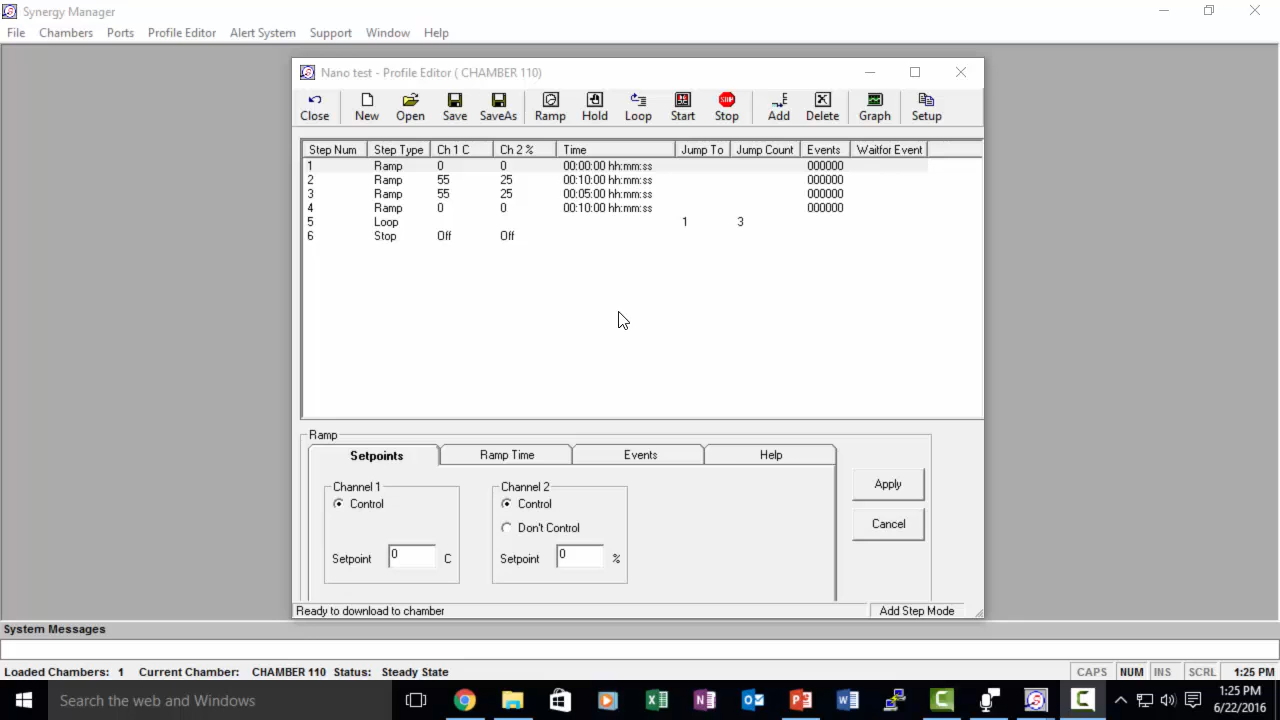 Synergy Manager
File Chambers Ports Profile Editor Alert System Support Window Help
Nano test - Profile Editor ( CHAMBER 110)
Close New Open Save SaveAs Ramp Hold Loop Start Stop Add Delete Graph Setup
Step Num Step Type Ch 1 C Ch 2 % Time Jump To Jump Count Events Waitfor Event
1 Ramp 0 0 00:00:00 hh:mm:ss 000000
2 Ramp 55 25 00:10:00 hh:mm:ss 000000
3 Ramp 55 25 00:05:00 hh:mm:ss 000000
4 Ramp 0 0 00:10:00 hh:mm:ss 000000
5 Loop 1 3
6 Stop Off Off
Ramp
Setpoints Ramp Time Events Help
Channel 1 Channel 2
Control Control
Don't Control
Setpoint 0 C Setpoint 0 %
Apply
Cancel
Ready to download to chamber Add Step Mode
System Messages
Loaded Chambers: 1 Current Chamber: CHAMBER 110 Status: Steady State CAPS NUM INS SCRL 1:25 PM
Search the web and Windows
1:25 PM
6/22/2016